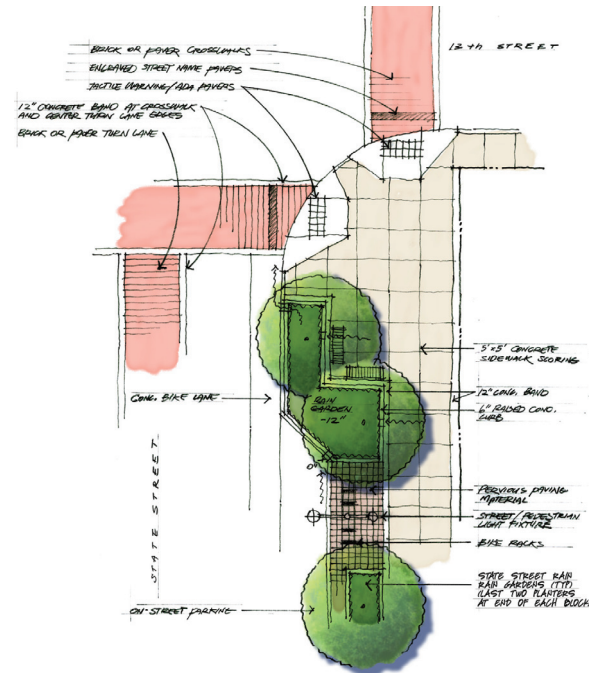 BRICK OR PAVER CROSSWALKS
ENGRAVED STREET NAME PAVERS
TACTILE WARNING/ADA PAVERS
12" CONCRETE BAND AT CROSSWALK
AND CENTER TURN LANE EDGES
BRICK OR PAVER TURN LANE
12th STREET
5'x5' CONCRETE
SIDEWALK SCORING
CONC. BIKE LANE
12" CONC. BAND
6" RAISED CONC.
CURB
RAIN
GARDEN
-12"
0"
STATE STREET
PERVIOUS PAVING
MATERIAL
STREET/PEDESTRIAN
LIGHT FIXTURE
BIKE RACKS
STATE STREET RAIN
RAIN GARDENS (TYP)
(LAST TWO PLANTERS
AT END OF EACH BLOCK
ON-STREET PARKING